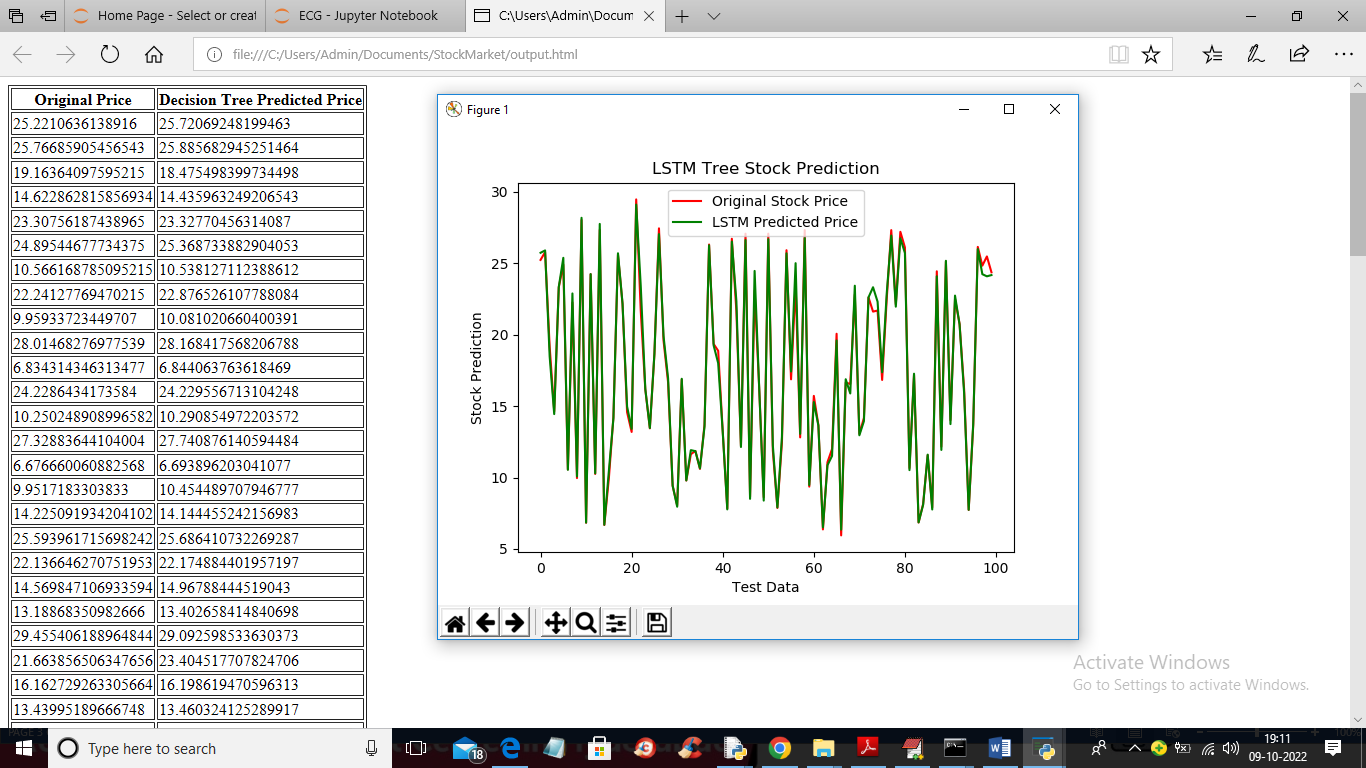 Home Page - Select or creat
ECG - Jupyter Notebook
C:\Users\Admin\Docum
file:///C:/Users/Admin/Documents/StockMarket/output.html
Original Price Decision Tree Predicted Price
25.2210636138916 25.72069248199463
25.76685905456543 25.885682945251464
19.16364097595215 18.475498399734498
14.622862815856934 14.435963249206543
23.30756187438965 23.32770456314087
24.89544677734375 25.368733882904053
10.566168785095215 10.538127112388612
22.24127769470215 22.876526107788084
9.95933723449707 10.081020660400391
28.01468276977539 28.168417568206788
6.834314346313477 6.844063763618469
24.2286434173584 24.229556713104248
10.250248908996582 10.290854972203572
27.32883644104004 27.740876140594484
6.676660060882568 6.693896203041077
9.9517183303833 10.454489707946777
14.225091934204102 14.144455242156983
25.593961715698242 25.686410732269287
22.136646270751953 22.174884401957197
14.569847106933594 14.96788444519043
13.18868350982666 13.402658414840698
29.455406188964844 29.092598533630373
21.663856506347656 23.404517707824706
16.162729263305664 16.198619470596313
13.43995189666748 13.460324125289917
Figure 1
LSTM Tree Stock Prediction
Original Stock Price
LSTM Predicted Price
30
25
20
15
10
5
Stock Prediction
0 20 40 60 80 100
Test Data
Activate Windows
Go to Settings to activate Windows.
PAGE 3
100%
Type here to search
18
19:11
09-10-2022